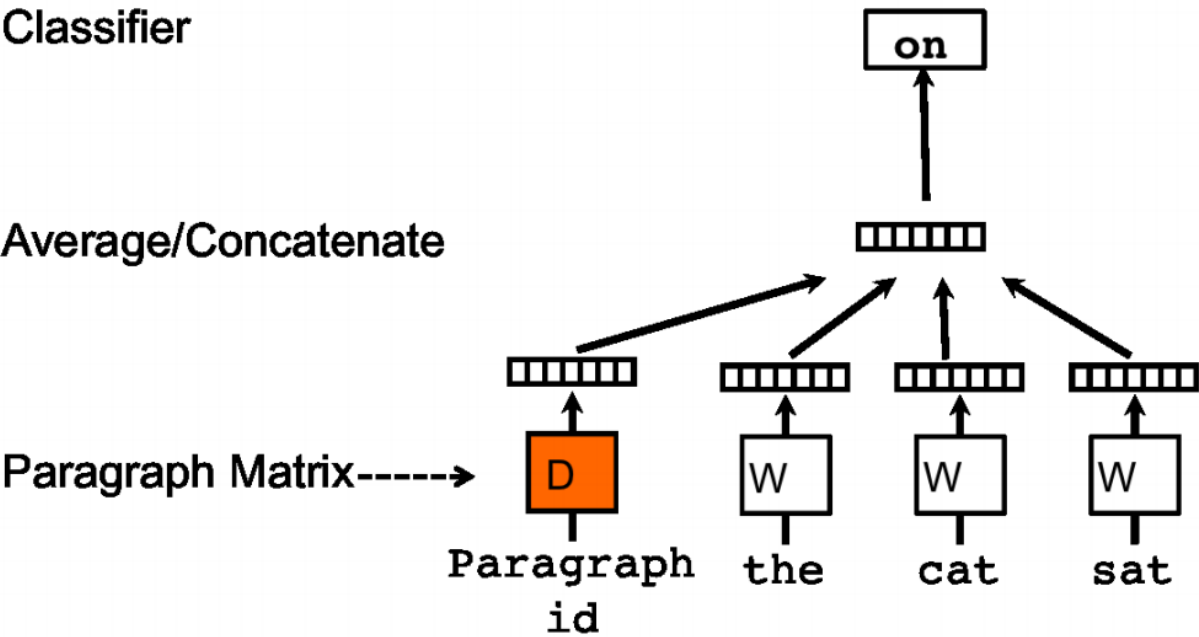 Classifier
on
Average/Concatenate
Paragraph Matrix
D
W
W
W
Paragraph
id
the
cat
sat